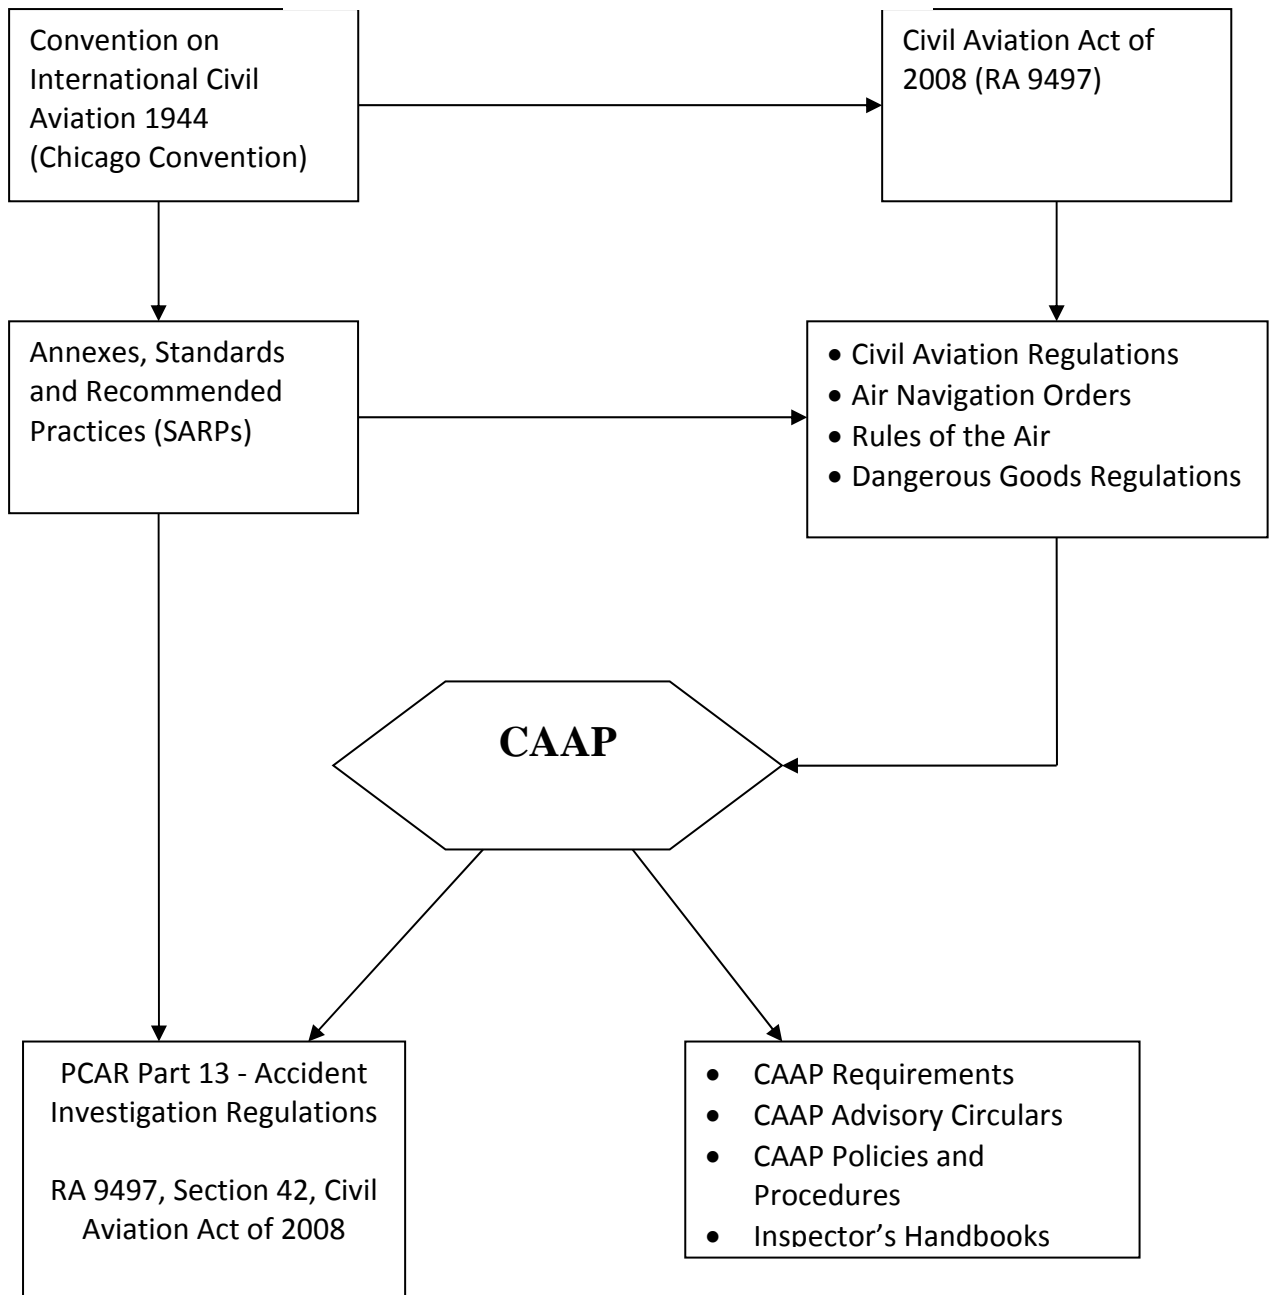 Convention on
International Civil
Aviation 1944
(Chicago Convention)
Civil Aviation Act of
2008 (RA 9497)
Annexes, Standards
and Recommended
Practices (SARPs)
• Civil Aviation Regulations
• Air Navigation Orders
• Rules of the Air
• Dangerous Goods Regulations
CAAP
PCAR Part 13 - Accident
Investigation Regulations
RA 9497, Section 42, Civil
Aviation Act of 2008
• CAAP Requirements
• CAAP Advisory Circulars
• CAAP Policies and
Procedures
• Inspector's Handbooks